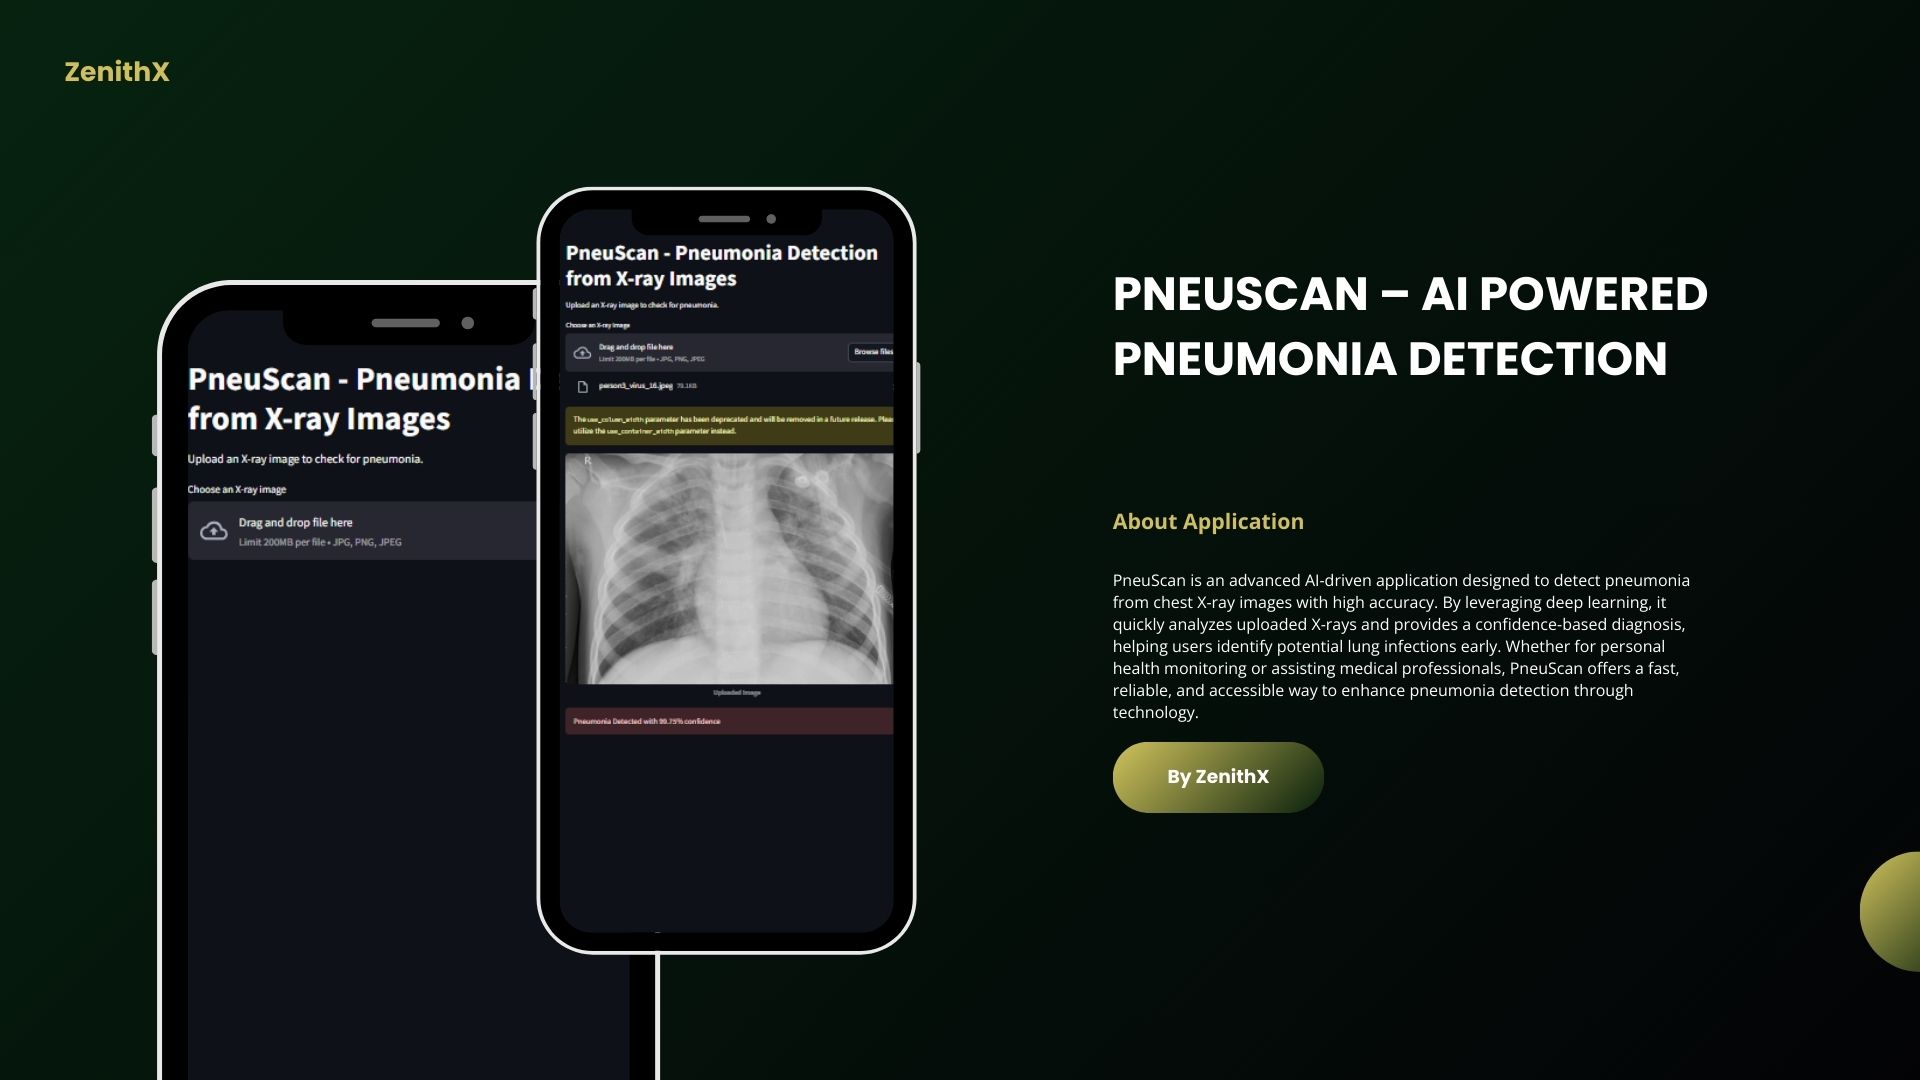 ZenithX
PneuScan - Pneumonia
from X-ray Images
Upload an X-ray image to check for pneumonia.
Choose an X-ray image
Drag and drop file here
Limit 200MB per file • JPG, PNG, JPEG
PneuScan - Pneumonia Detection
from X-ray Images
Upload an X-ray image to check for pneumonia.
Choose an X-ray image
Drag and drop file here
Limit 200MB per file • JPG, PNG, JPEG
Browse files
person3_virus_16.jpeg 79.1KB
The use_column_width parameter has been deprecated and will be removed in a future release. Plea
utilize the use_container_width parameter instead.
R
Uploaded Image
Pneumonia Detected with 99.75% confidence
PNEUSCAN – AI POWERED
PNEUMONIA DETECTION
About Application
PneuScan is an advanced AI-driven application designed to detect pneumonia
from chest X-ray images with high accuracy. By leveraging deep learning, it
quickly analyzes uploaded X-rays and provides a confidence-based diagnosis,
helping users identify potential lung infections early. Whether for personal
health monitoring or assisting medical professionals, PneuScan offers a fast,
reliable, and accessible way to enhance pneumonia detection through
technology.
By ZenithX